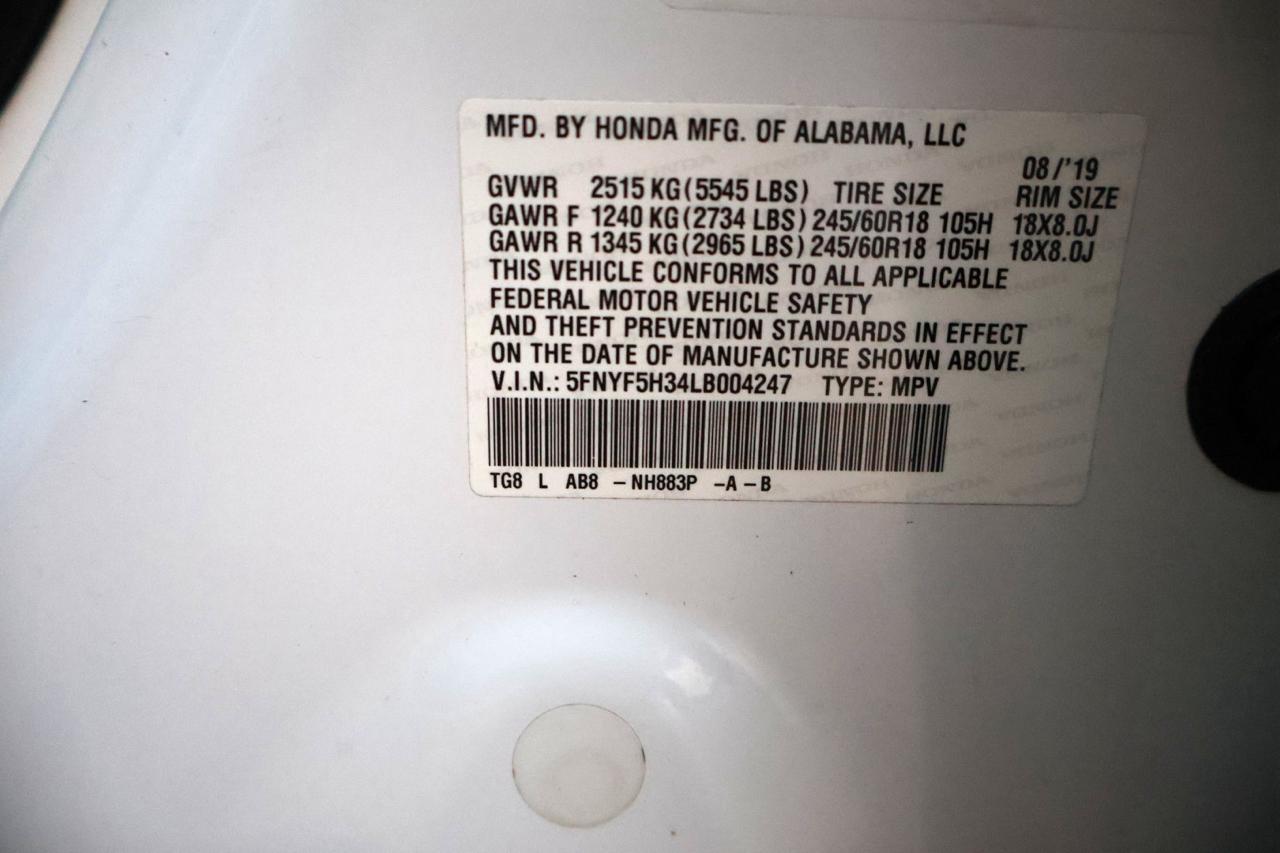 MFD. BY HONDA MFG. OF ALABAMA, LLC
08/'19
GVWR 2515 KG(5545 LBS) TIRE SIZE RIM SIZE
GAWR F 1240 KG(2734 LBS) 245/60R18 105H 18X8.0J
GAWR R 1345 KG(2965 LBS) 245/60R18 105H 18X8.0J
THIS VEHICLE CONFORMS TO ALL APPLICABLE
FEDERAL MOTOR VEHICLE SAFETY
AND THEFT PREVENTION STANDARDS IN EFFECT
ON THE DATE OF MANUFACTURE SHOWN ABOVE.
V.I.N.: 5FNYF5H34LB004247 TYPE: MPV
TG8 L AB8 -NH883P -A-B